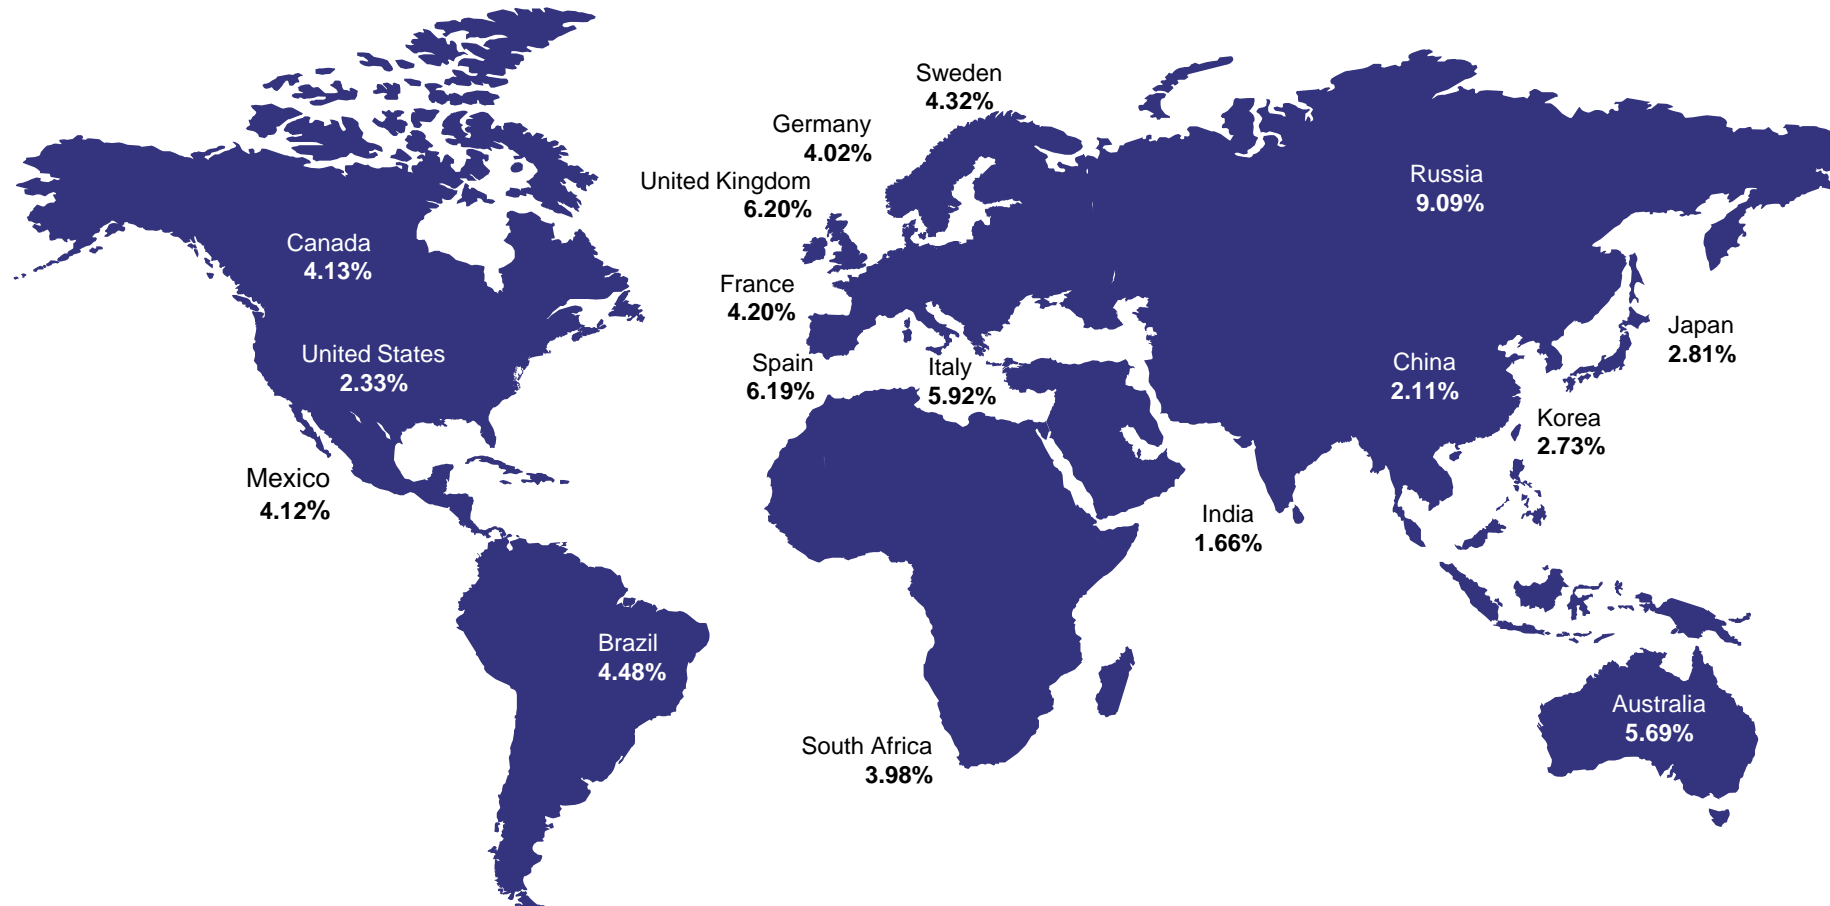 Sweden
4.32%
Germany
4.02%
United Kingdom
6.20%
Russia
9.09%
Canada
4.13%
France
4.20%
Japan
2.81%
United States
2.33%
Spain
6.19%
Italy
5.92%
China
2.11%
Korea
2.73%
Mexico
4.12%
India
1.66%
Brazil
4.48%
Australia
5.69%
South Africa
3.98%